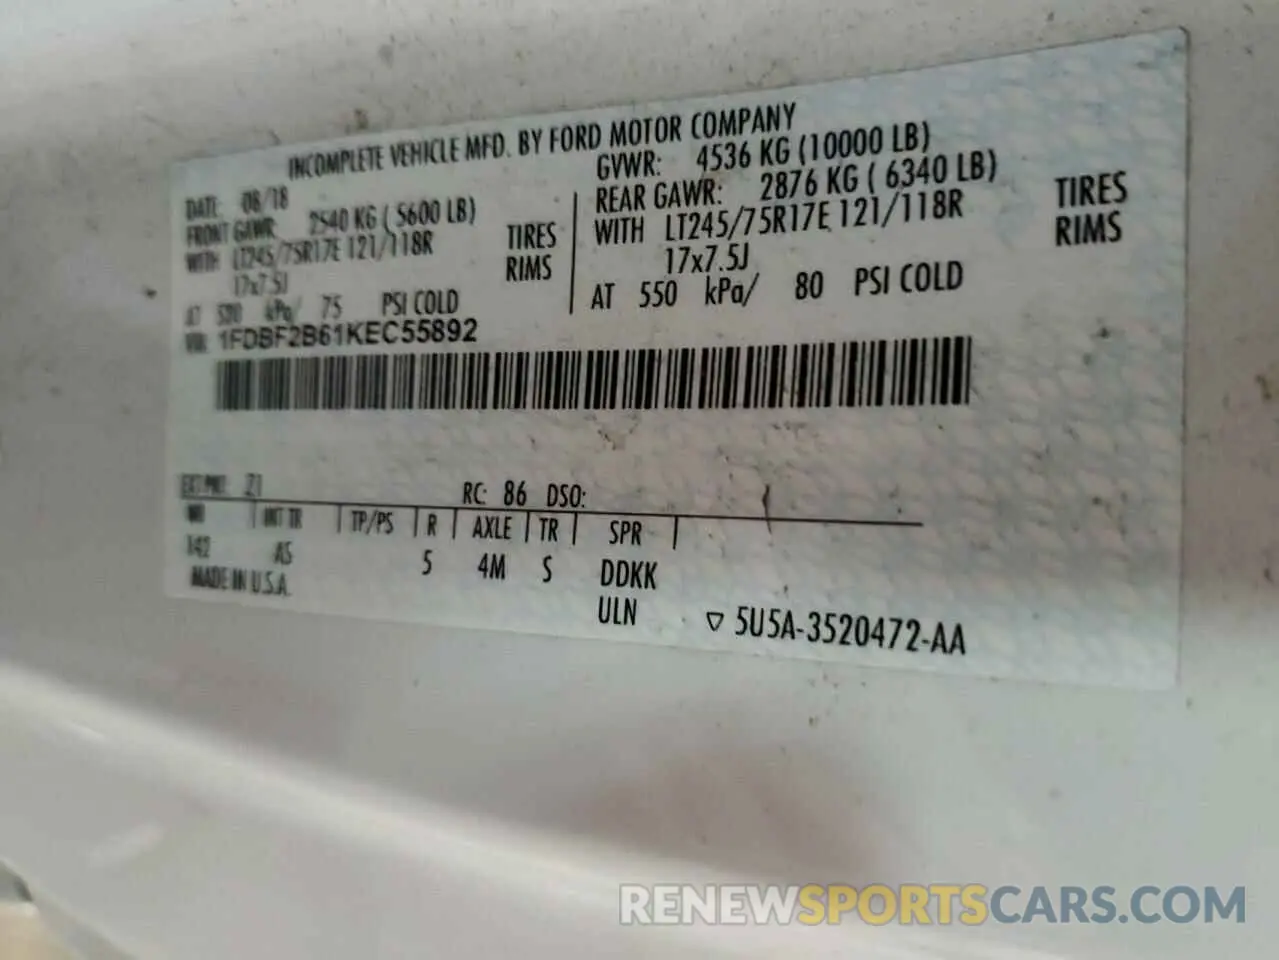 INCOMPLETE VEHICLE MFD. BY FORD MOTOR COMPANY
DATE: 08/18
GVWR: 4536 KG (10000 LB)
FRONT GAWR: 2540 KG ( 5600 LB)
REAR GAWR: 2876 KG ( 6340 LB)
WITH LT245/75R17E 121/118R TIRES
WITH LT245/75R17E 121/118R TIRES
17x7.5J RIMS
17x7.5J RIMS
AT 520 kPa/ 75 PSI COLD
AT 550 kPa/ 80 PSI COLD
VIN: 1FDBF2B61KEC55892
EXT PNT: Z1 RC: 86 DSO:
WB INT TR TP/PS R AXLE TR SPR
142 AS 5 4M S DDKK
MADE IN U.S.A. ULN
▽ 5U5A-3520472-AA
RENEWSPORTSCARS.COM